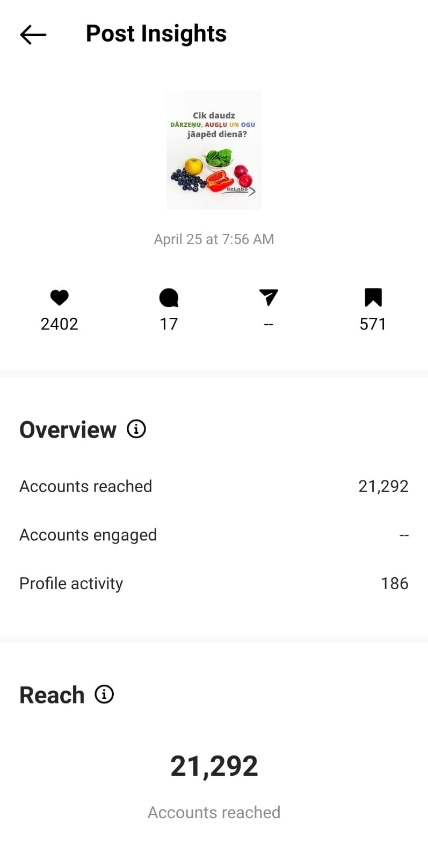 Post Insights
Cik daudz
DĀRZEŅU, AUGĻU UN OGU
jāapēd dienā?
April 25 at 7:56 AM
2402 17 -- 571
Overview
Accounts reached 21,292
Accounts engaged --
Profile activity 186
Reach
21,292
Accounts reached